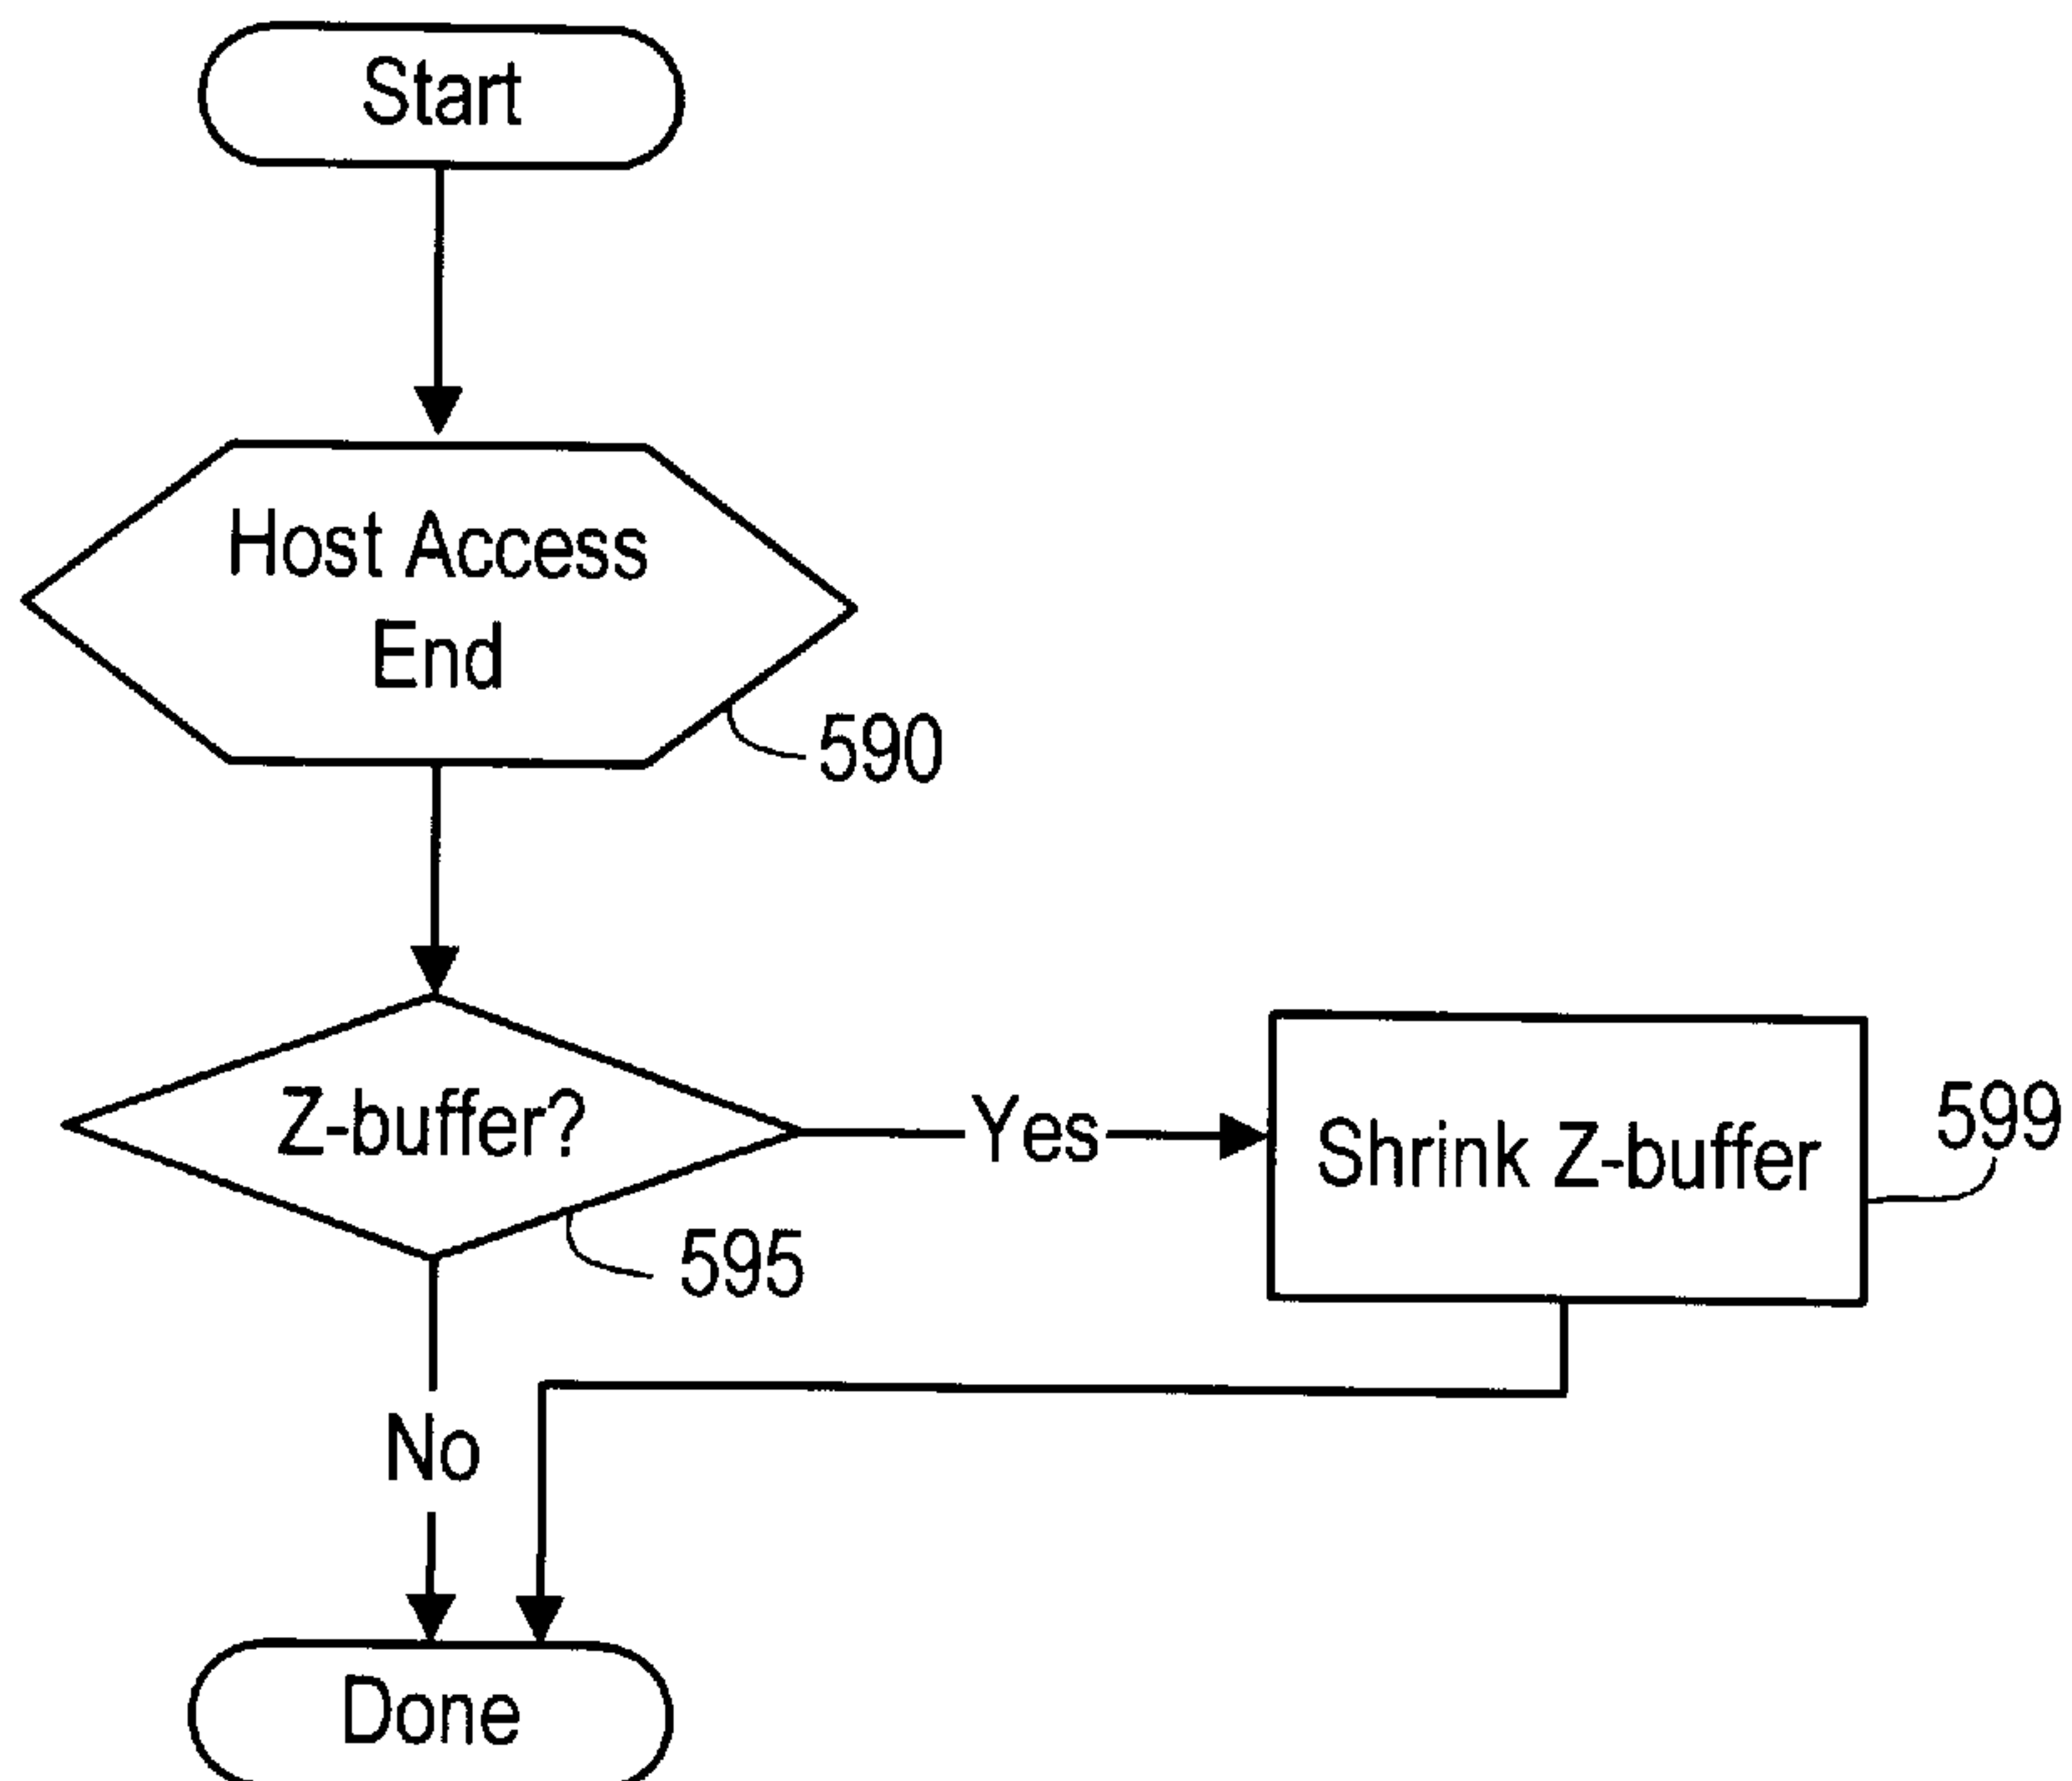 Start
Host Access
End
590
Z-buffer?
Yes
Shrink Z-buffer
599
595
No
Done